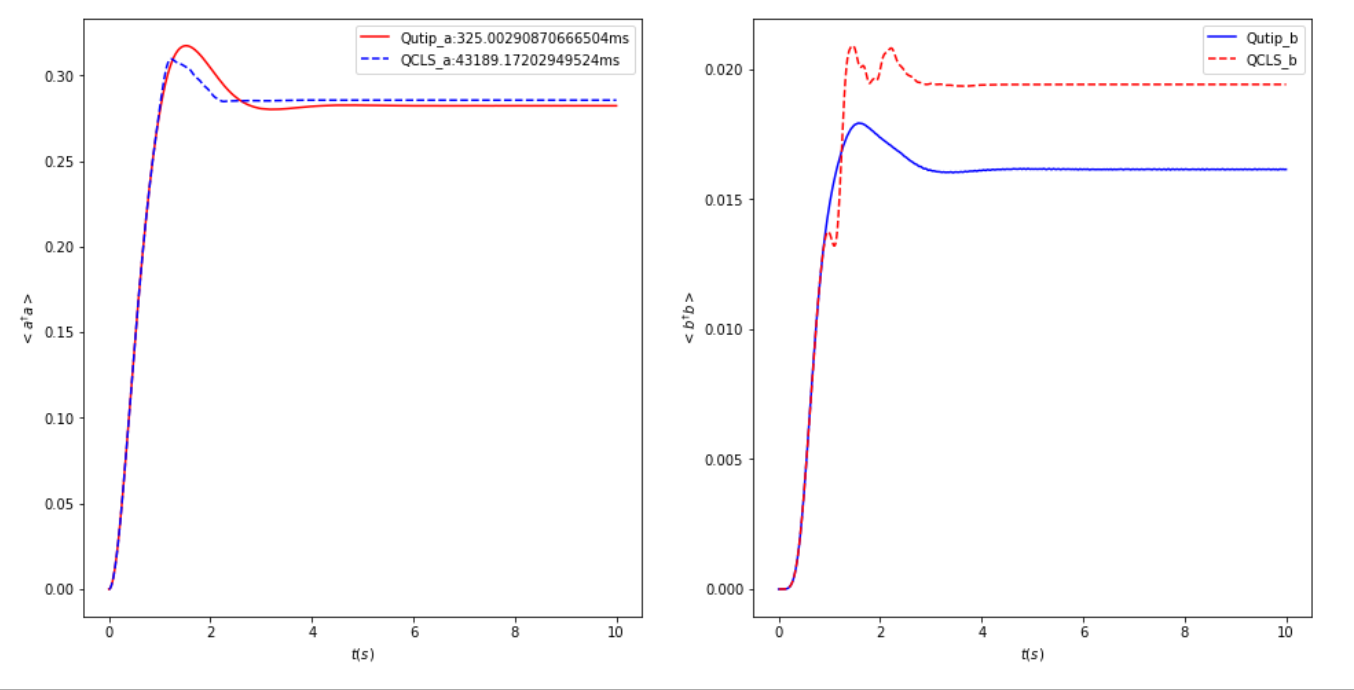 Qutip_a:325.00290870666504ms
QCLS_a:43189.17202949524ms
0.30
0.25
0.20
0.15
0.10
0.05
0.00
<a†a>
0 2 4 6 8 10
t(s)
Qutip_b
QCLS_b
0.020
0.015
0.010
0.005
0.000
<b†b>
0 2 4 6 8 10
t(s)